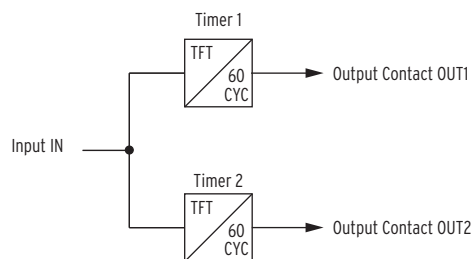 Timer 1
TFT
60
CYC
Output Contact OUT1
Input IN
Timer 2
TFT
60
CYC
Output Contact OUT2